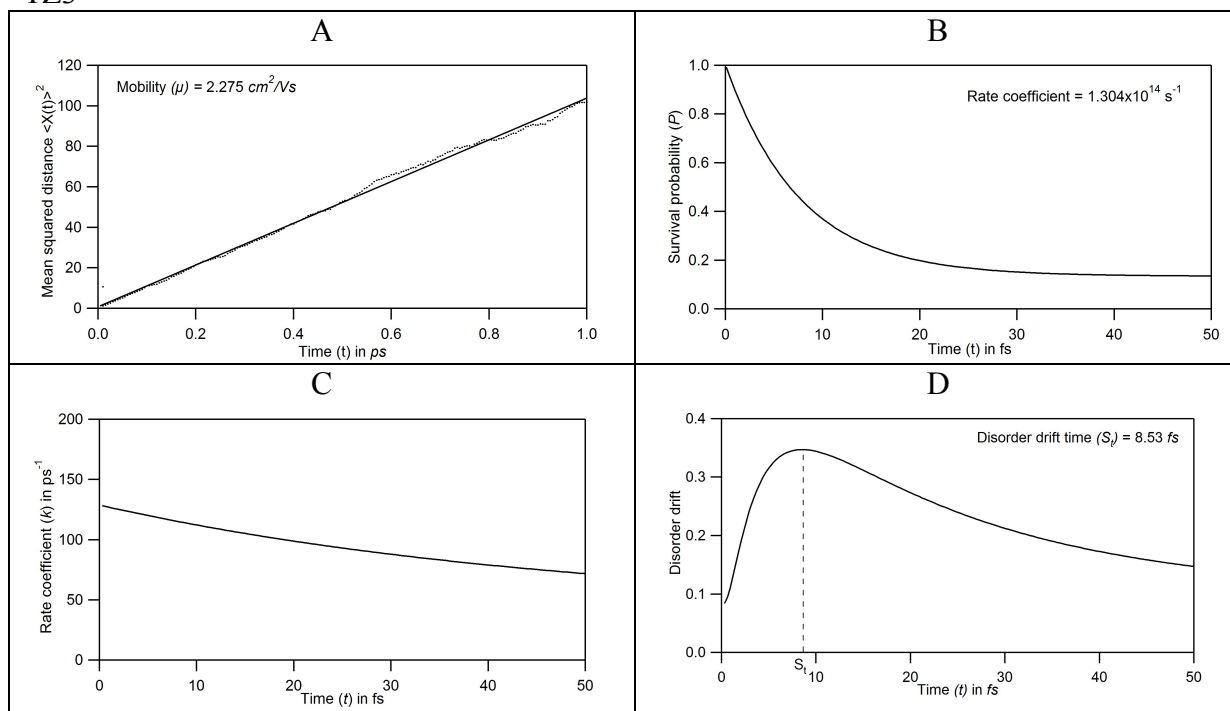 A
120
100
80
60
40
20
0
Mean squared distance <X(t)>²
Mobility (μ) = 2.275 cm²/Vs
0.0 0.2 0.4 0.6 0.8 1.0
Time (t) in ps
B
1.0
0.8
0.6
0.4
0.2
0.0
Survival probability (P)
Rate coefficient = 1.304x10¹⁴ s⁻¹
0 10 20 30 40 50
Time (t) in fs
C
200
150
100
50
0
Rate coefficient (k) in ps⁻¹
0 10 20 30 40 50
Time (t) in fs
D
0.4
0.3
0.2
0.1
0.0
Disorder drift
Disorder drift time (Sₜ) = 8.53 fs
0 Sₜ 10 20 30 40 50
Time (t) in fs